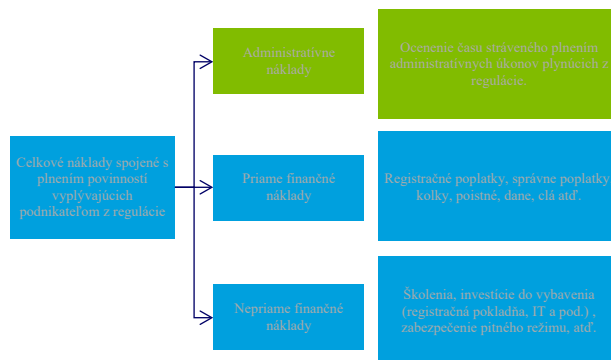 Celkové náklady spojené s
plnením povinností
vyplývajúcich
podnikateľom z regulácie
Administratívne
náklady
Ocenenie času stráveného plnením
administratívnych úkonov plynúcich z
regulácie.
Priame finančné
náklady
Registračné poplatky, správne poplatky
kolky, poistné, dane, clá atď.
Nepriame finančné
náklady
Školenia, investície do vybavenia
(registračná pokladňa, IT a pod.) ,
zabezpečenie pitného režimu, atď.